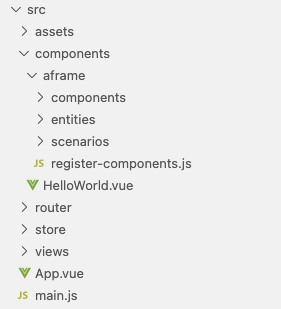 src
assets
components
aframe
components
entities
scenarios
JS register-components.js
HelloWorld.vue
router
store
views
App.vue
JS main.js